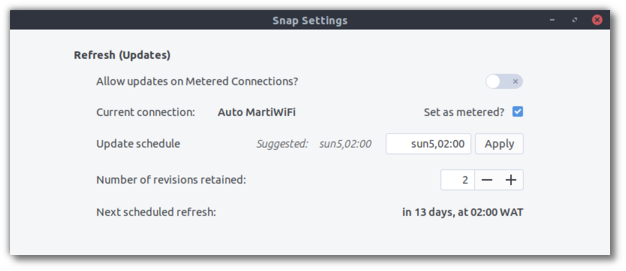 Snap Settings
Refresh (Updates)
Allow updates on Metered Connections?
Current connection: Auto MartiWiFi Set as metered?
Update schedule Suggested: sun5,02:00 sun5,02:00 Apply
Number of revisions retained: 2
Next scheduled refresh: in 13 days, at 02:00 WAT